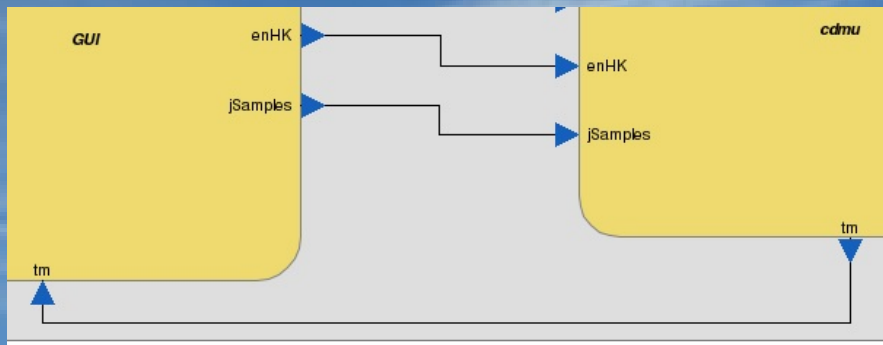 GUI
enHK
jSamples
tm
cdmu
enHK
jSamples
tm